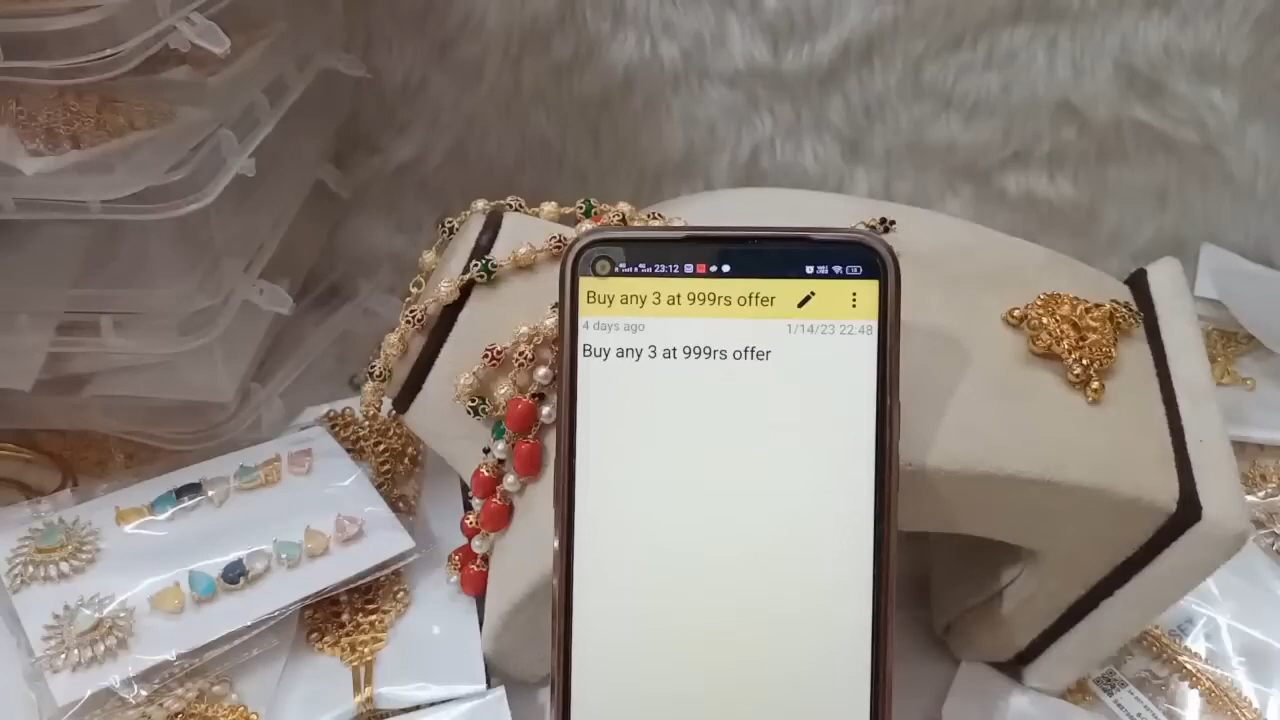 23:12
Buy any 3 at 999rs offer
4 days ago
1/14/23 22:48
Buy any 3 at 999rs offer